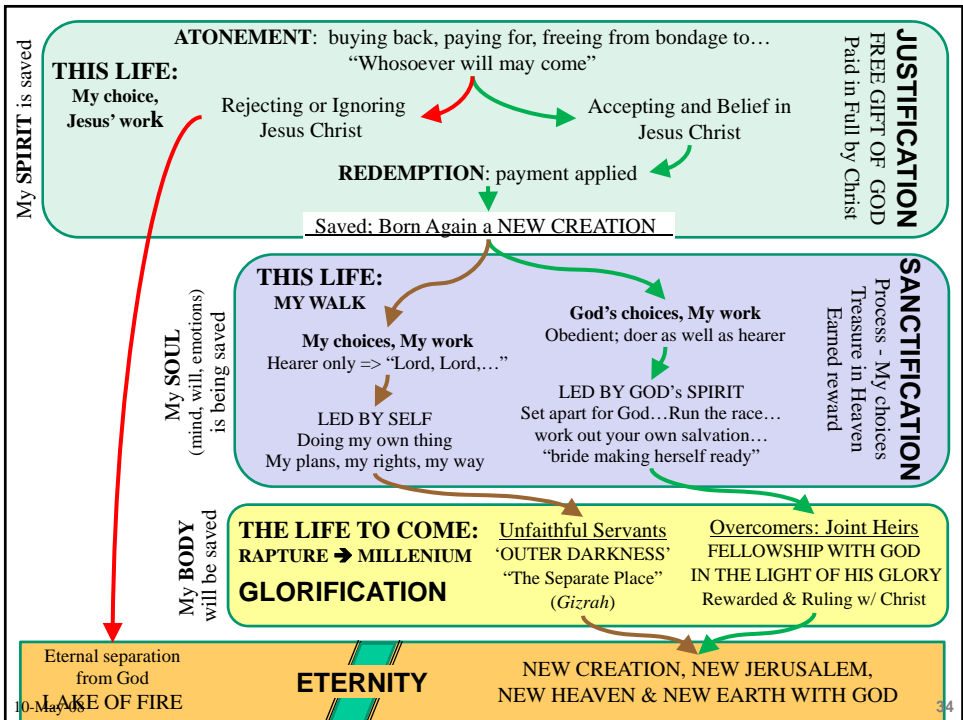 ATONEMENT: buying back, paying for, freeing from bondage to…
“Whosoever will may come”
THIS LIFE:
My choice,
Jesus’ work
Rejecting or Ignoring
Jesus Christ
Accepting and Belief in
Jesus Christ
REDEMPTION: payment applied
Saved; Born Again a NEW CREATION
My SPIRIT is saved
JUSTIFICATION
FREE GIFT OF GOD
Paid in Full by Christ
THIS LIFE:
MY WALK
My choices, My work
Hearer only => “Lord, Lord,…”
LED BY SELF
Doing my own thing
My plans, my rights, my way
God’s choices, My work
Obedient; doer as well as hearer
LED BY GOD’s SPIRIT
Set apart for God…Run the race…
work out your own salvation…
“bride making herself ready”
My SOUL
(mind, will, emotions)
is being saved
SANCTIFICATION
Process - My choices
Treasure in Heaven
Earned reward
My BODY
will be saved
THE LIFE TO COME:
RAPTURE ➔ MILLENIUM
GLORIFICATION
Unfaithful Servants
‘OUTER DARKNESS’
“The Separate Place”
(Gizrah)
Overcomers: Joint Heirs
FELLOWSHIP WITH GOD
IN THE LIGHT OF HIS GLORY
Rewarded & Ruling w/ Christ
Eternal separation
from God
LAKE OF FIRE
ETERNITY
NEW CREATION, NEW JERUSALEM,
NEW HEAVEN & NEW EARTH WITH GOD
10-May-08
34